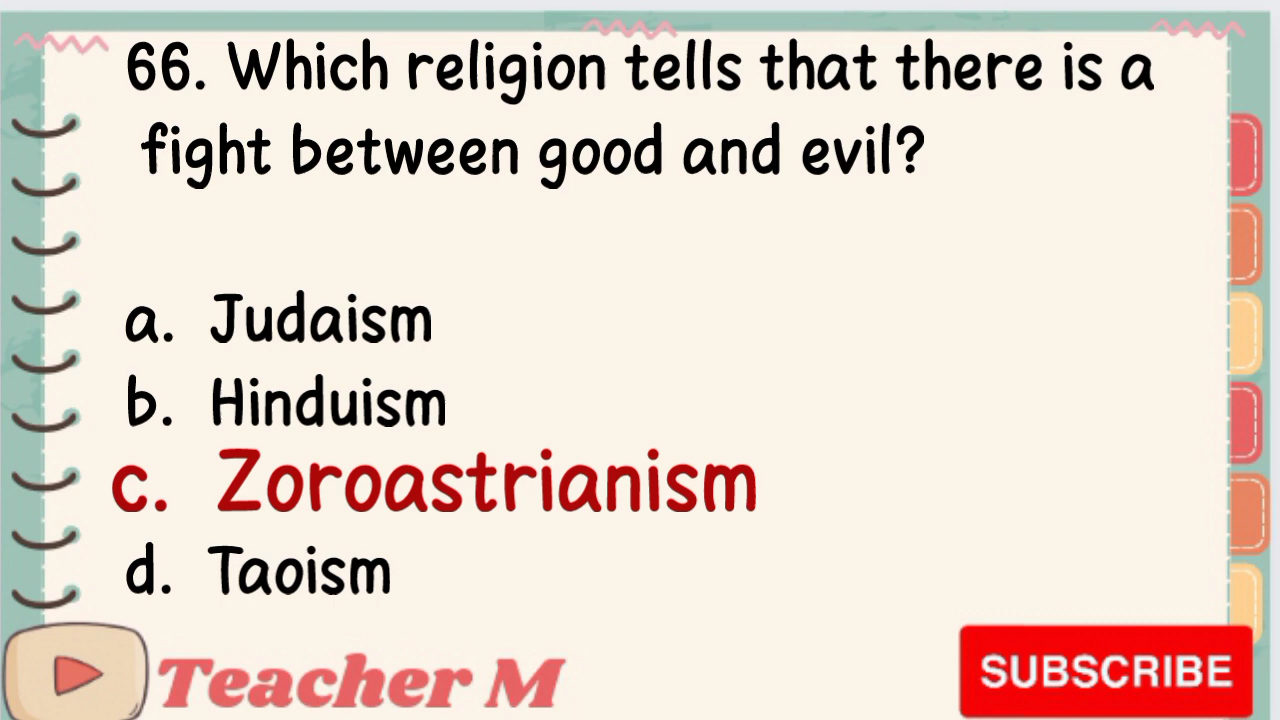 66. Which religion tells that there is a
fight between good and evil?
a. Judaism
b. Hinduism
c. Zoroastrianism
d. Taoism
Teacher M
SUBSCRIBE